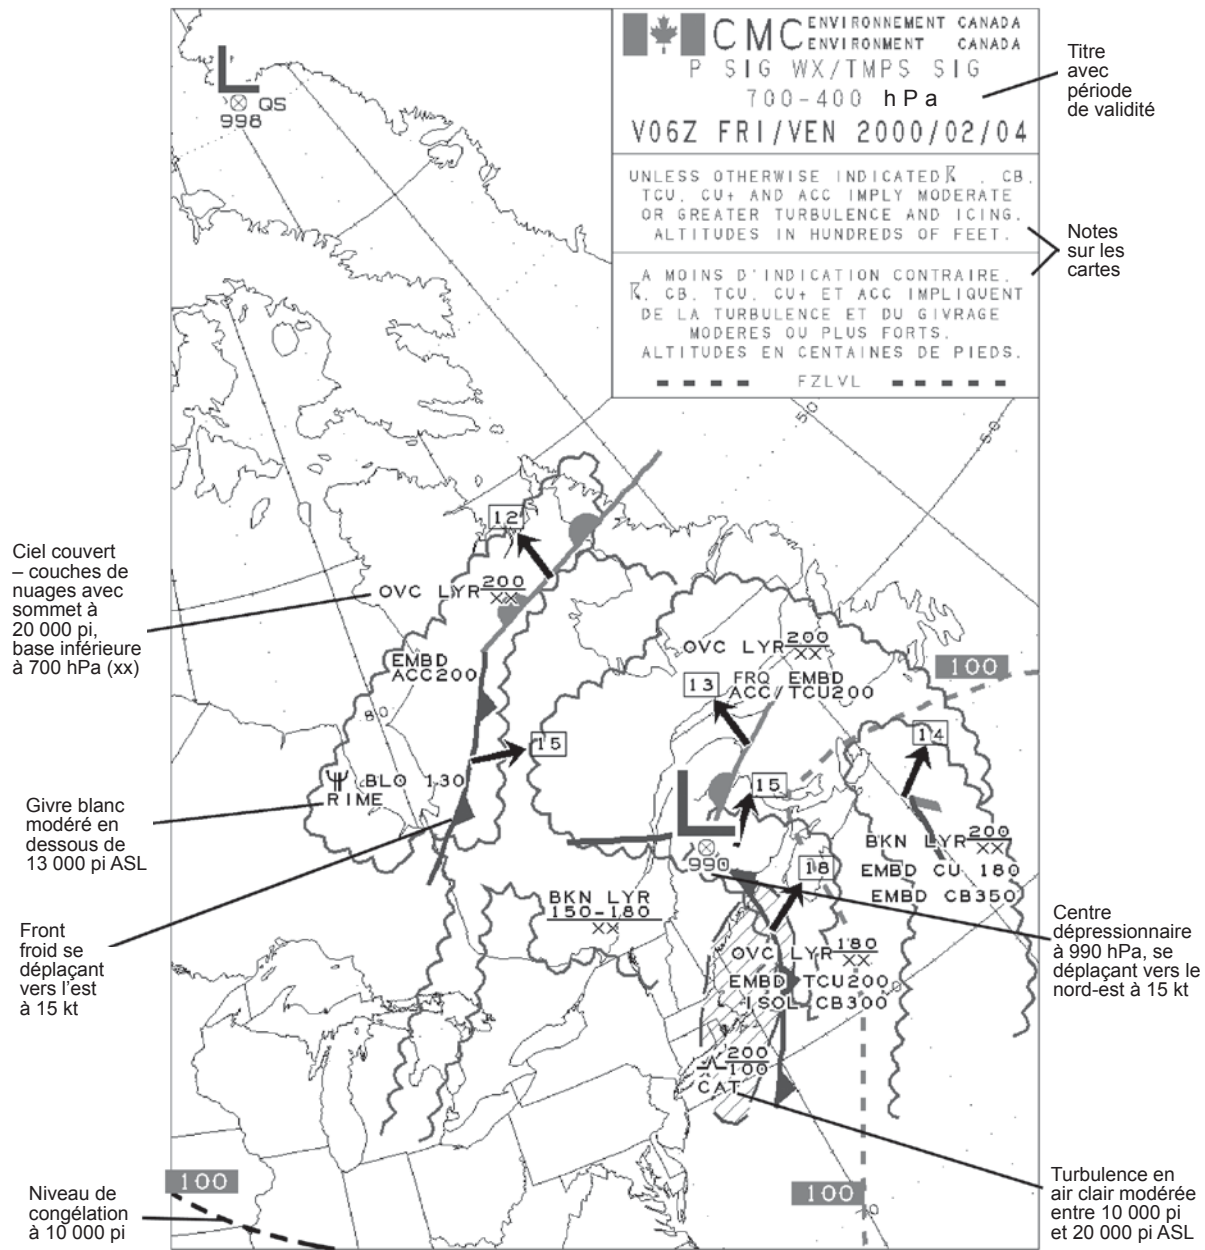 CMC
ENVIRONNEMENT CANADA
ENVIRONMENT CANADA
P SIG WX/TMPS SIG
700-400 hPa
V06Z FRI/VEN 2000/02/04
UNLESS OTHERWISE INDICATED , CB,
TCU, CU+ AND ACC IMPLY MODERATE
OR GREATER TURBULENCE AND ICING.
ALTITUDES IN HUNDREDS OF FEET.
A MOINS D'INDICATION CONTRAIRE,
, CB, TCU, CU+ ET ACC IMPLIQUENT
DE LA TURBULENCE ET DU GIVRAGE
MODERES OU PLUS FORTS.
ALTITUDES EN CENTAINES DE PIEDS.
FZLVL
Titre
avec
période
de validité
Notes
sur les
cartes
L
QS
998
50
50
12
OVC LYR 200
XX
EMBD
ACC200
80
BLO 130
RIME
15
OVC LYR 200
XX
FRQ EMBD
ACC/TCU200
13
100
14
15
L
990
18
BKN LYR 200
XX
EMBD CU 180
EMBD CB350
BKN LYR
150-180
XX
OVC LYR 180
XX
EMBD TCU200
ISOL CB300
200
100
CAT
100
100
Ciel couvert
– couches de
nuages avec
sommet à
20 000 pi,
base inférieure
à 700 hPa (xx)
Givre blanc
modéré en
dessous de
13 000 pi ASL
Front
froid se
déplaçant
vers l'est
à 15 kt
Niveau de
congélation
à 10 000 pi
Centre
dépressionnaire
à 990 hPa, se
déplaçant vers le
nord-est à 15 kt
Turbulence en
air clair modérée
entre 10 000 pi
et 20 000 pi ASL